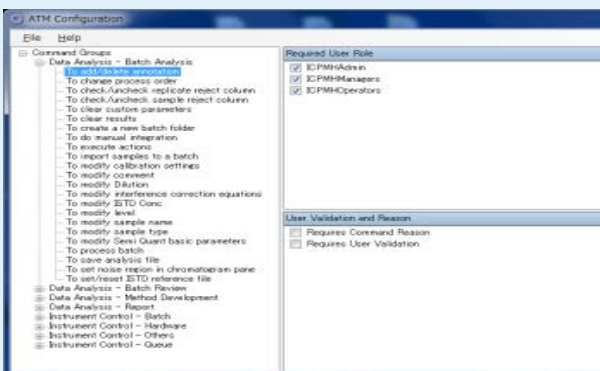 ATM Configuration
File Help
Command Groups
Data Analysis - Batch Analysis
To add/delete annotation
To change process order
To check/uncheck replicate reject column
To check/uncheck sample reject column
To clear custom parameters
To clear results
To create a new batch folder
To do manual integration
To execute actions
To import samples to a batch
To modify calibration settings
To modify comment
To modify Dilution
To modify interference correction equations
To modify ISTD Conc
To modify level
To modify sample name
To modify sample type
To modify Semi Quant basic parameters
To process batch
To save analysis file
To set noise region in chromatogram pane
To set/reset ISTD reference file
Data Analysis - Batch Review
Data Analysis - Method Development
Data Analysis - Report
Instrument Control - Batch
Instrument Control - Hardware
Instrument Control - Others
Instrument Control - Queue
Required User Role
ICPMHAdmin
ICPMHManagers
ICPMHOperators
User Validation and Reason
Requires Command Reason
Requires User Validation